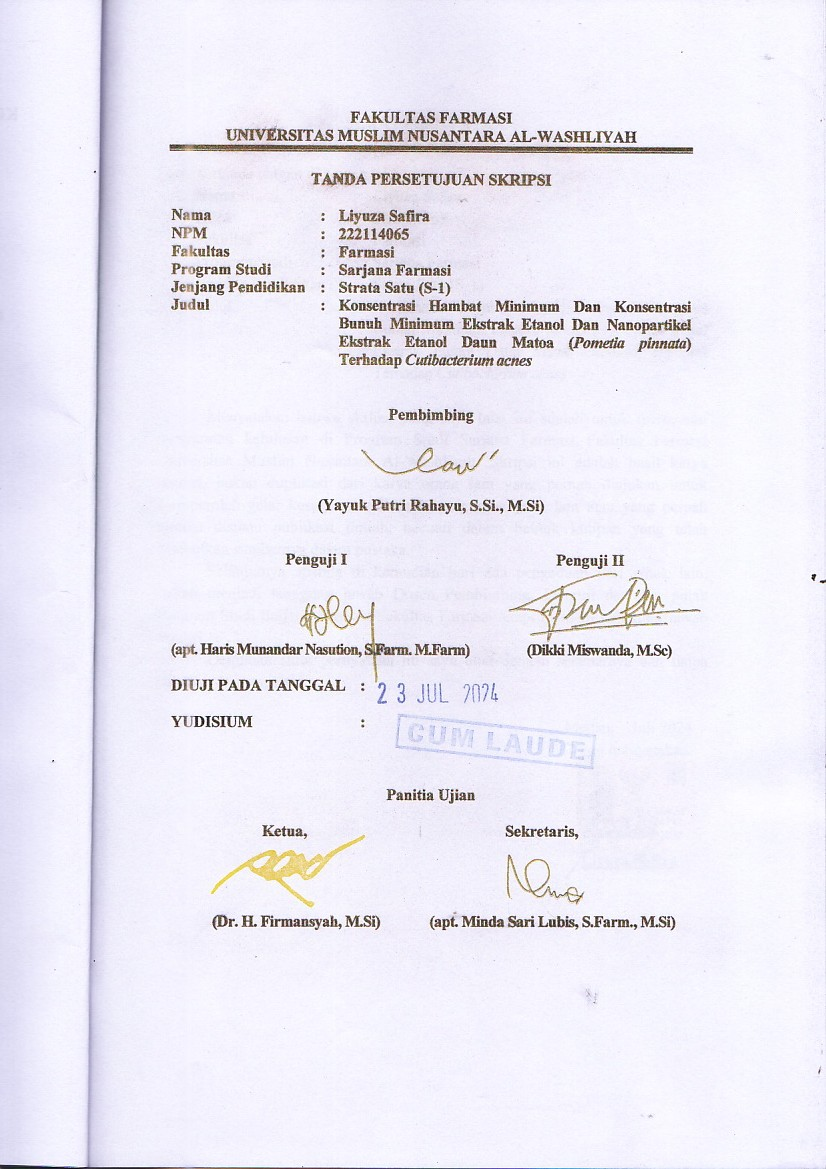 FAKULTAS FARMASI
UNIVERSITAS MUSLIM NUSANTARA AL-WASHLIYAH
TANDA PERSETUJUAN SKRIPSI
Nama : Liyuza Safira
NPM : 222114065
Fakultas : Farmasi
Program Studi : Sarjana Farmasi
Jenjang Pendidikan : Strata Satu (S-1)
Judul : Konsentrasi Hambat Minimum Dan Konsentrasi
Bunuh Minimum Ekstrak Etanol Dan Nanopartikel
Ekstrak Etanol Daun Matoa (Pometia pinnata)
Terhadap Cutibacterium acnes
Pembimbing
(Yayuk Putri Rahayu, S.Si., M.Si)
Penguji I Penguji II
(apt. Haris Munandar Nasution, S.Farm. M.Farm) (Dikki Miswanda, M.Sc)
DIUJI PADA TANGGAL : 23 JUL 2024
YUDISIUM :
CUM LAUDE
Panitia Ujian
Ketua, Sekretaris,
(Dr. H. Firmansyah, M.Si) (apt. Minda Sari Lubis, S.Farm., M.Si)